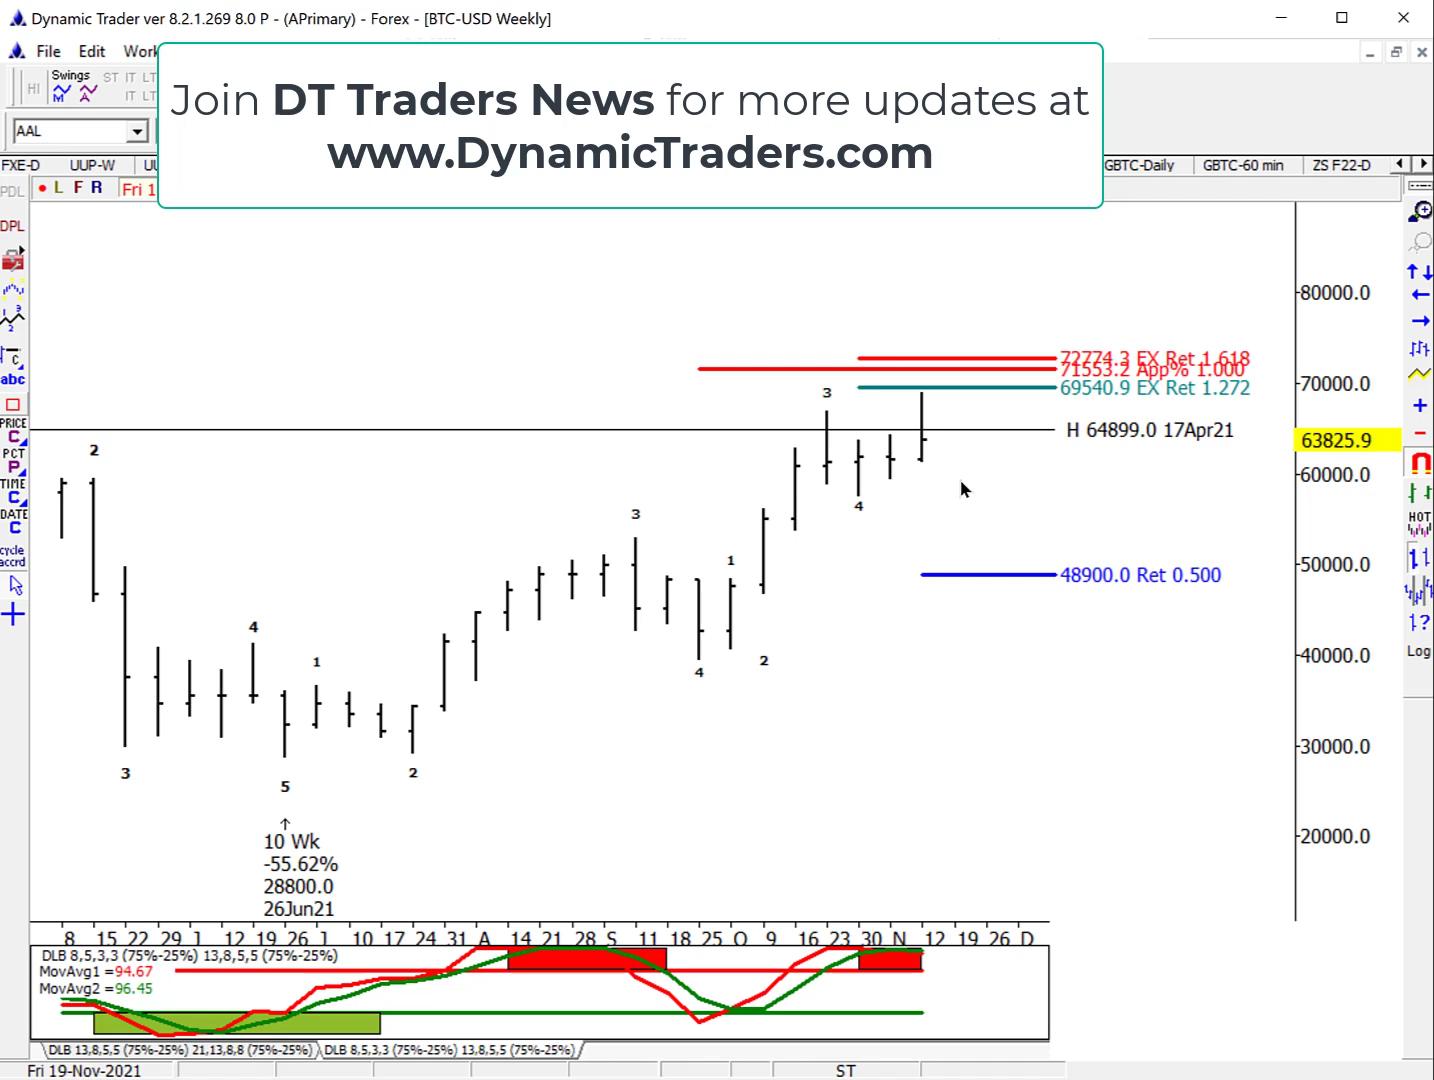 Dynamic Trader ver 8.2.1.269 8.0 P - (APrimary) - Forex - [BTC-USD Weekly]
File Edit
Join DT Traders News for more updates at
www.DynamicTraders.com
HI Swings ST IT LT
M A IT LT
AAL
FXE-D UUP-W GBTC-Daily GBTC-60 min ZS F22-D
PDL L F R Fri 1
DPL
80000.0
72774.3 EX Ret 1.618
71553.2 App% 1.000
70000.0
69540.9 EX Ret 1.272
H 64899.0 17Apr21
63825.9
60000.0
50000.0
48900.0 Ret 0.500
40000.0
30000.0
20000.0
2
3
4
5
1
2
3
4
1
2
3
4
10 Wk
-55.62%
28800.0
26Jun21
abc
PRICE
C
PCT
P
TIME
C
DATE
C
cycle
accrd
HOT
Log
8 15 22 29 J 12 19 26 J 10 17 24 31 A 14 21 28 S 11 18 25 O 9 16 23 30 N 12 19 26 D
DLB 8,5,3,3 (75%-25%) 13,8,5,5 (75%-25%)
MovAvg1 =94.67
MovAvg2 =96.45
DLB 13,8,5,5 (75%-25%) 21,13,8,8 (75%-25%) DLB 8,5,3,3 (75%-25%) 13,8,5,5 (75%-25%)
Fri 19-Nov-2021 ST